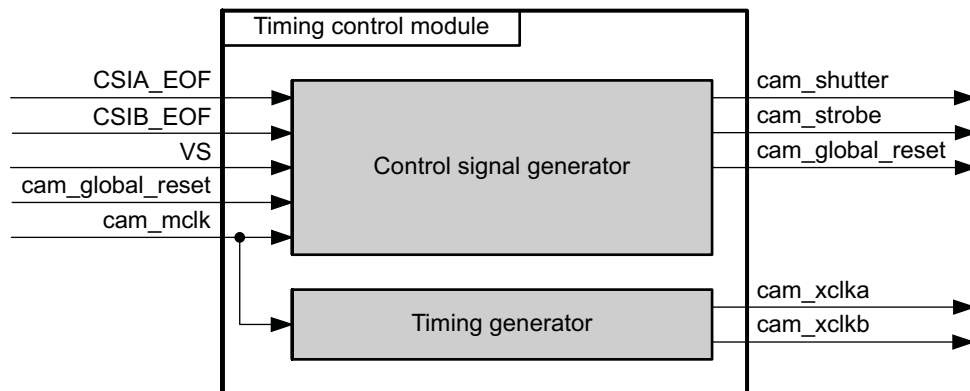 Timing control module
CSIA_EOF
CSIB_EOF
VS
cam_global_reset
cam_mclk
Control signal generator
cam_shutter
cam_strobe
cam_global_reset
Timing generator
cam_xclka
cam_xclkb